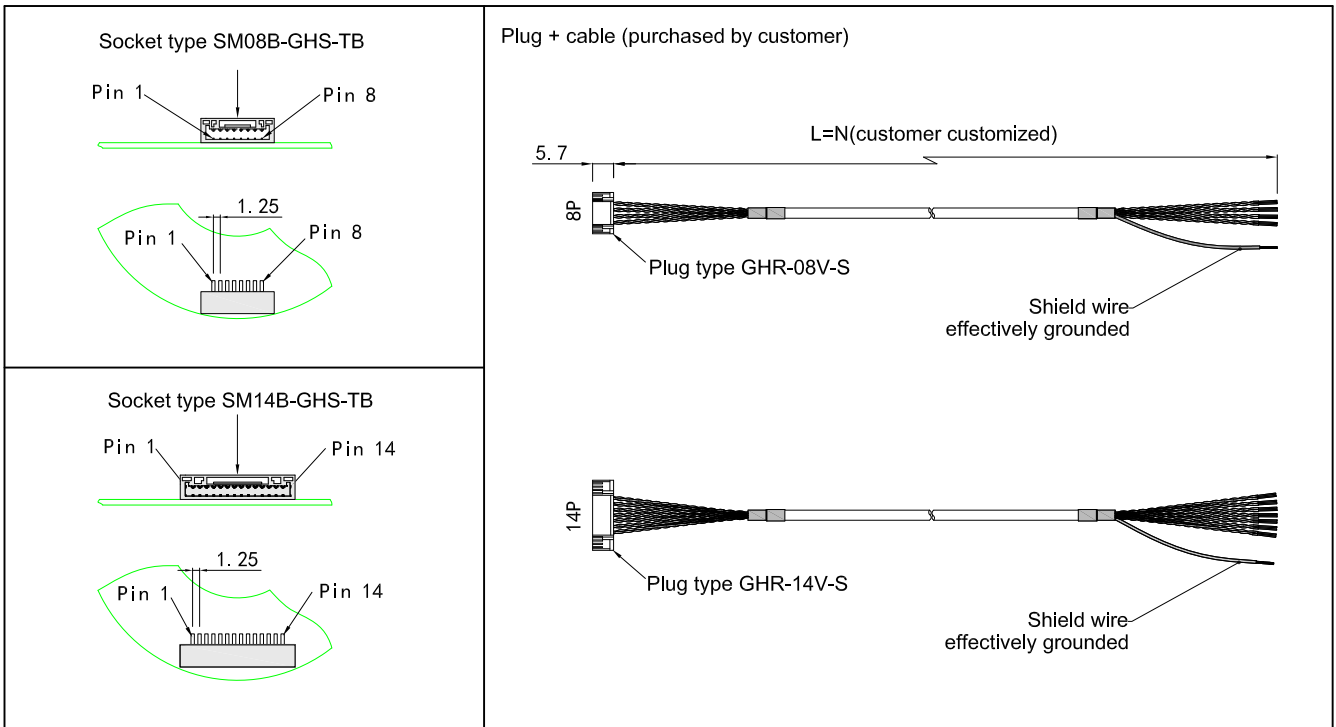 Socket type SM08B-GHS-TB
Pin 1
Pin 8
1.25
Pin 1
Pin 8
Socket type SM14B-GHS-TB
Pin 1
Pin 14
1.25
Pin 1
Pin 14
Plug + cable (purchased by customer)
L=N(customer customized)
5.7
8P
Plug type GHR-08V-S
Shield wire
effectively grounded
14P
Plug type GHR-14V-S
Shield wire
effectively grounded